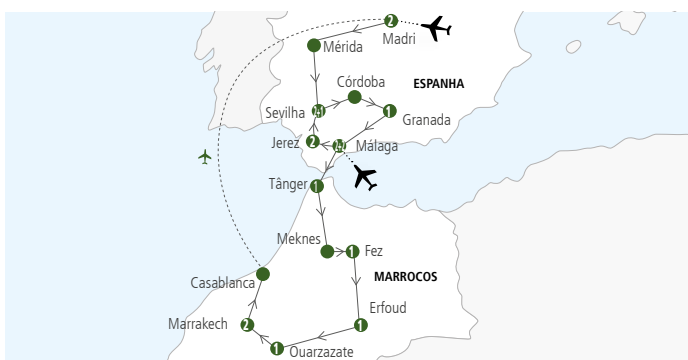 2
Madri
Mérida
Córdoba
ESPANHA
Sevilha
1
Granada
Jerez
2
Málaga
Tânger
1
Meknes
1
Fez
MARROCOS
Casablanca
Erfoud
Marrakech
2
1
1
Ouarzazate